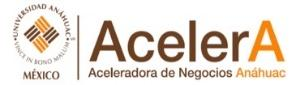 UNIVERSIDAD ANÁHUAC
VINCE IN BONO MALUM
MÉXICO
AcelerA
Aceleradora de Negocios Anáhuac